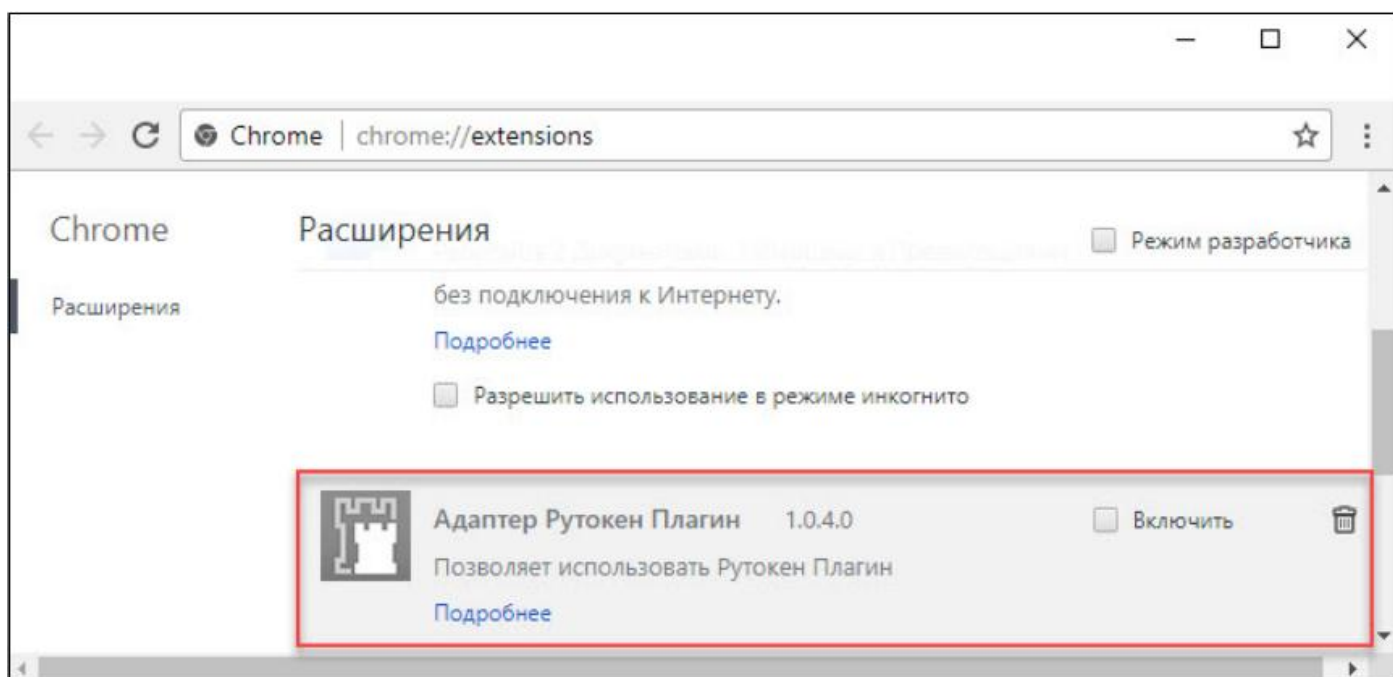 Chrome | chrome://extensions
Chrome
Расширения
Режим разработчика
Расширения
без подключения к Интернету.
Подробнее
Разрешить использование в режиме инкогнито
Адаптер Рутокен Плагин 1.0.4.0
Включить
Позволяет использовать Рутокен Плагин
Подробнее